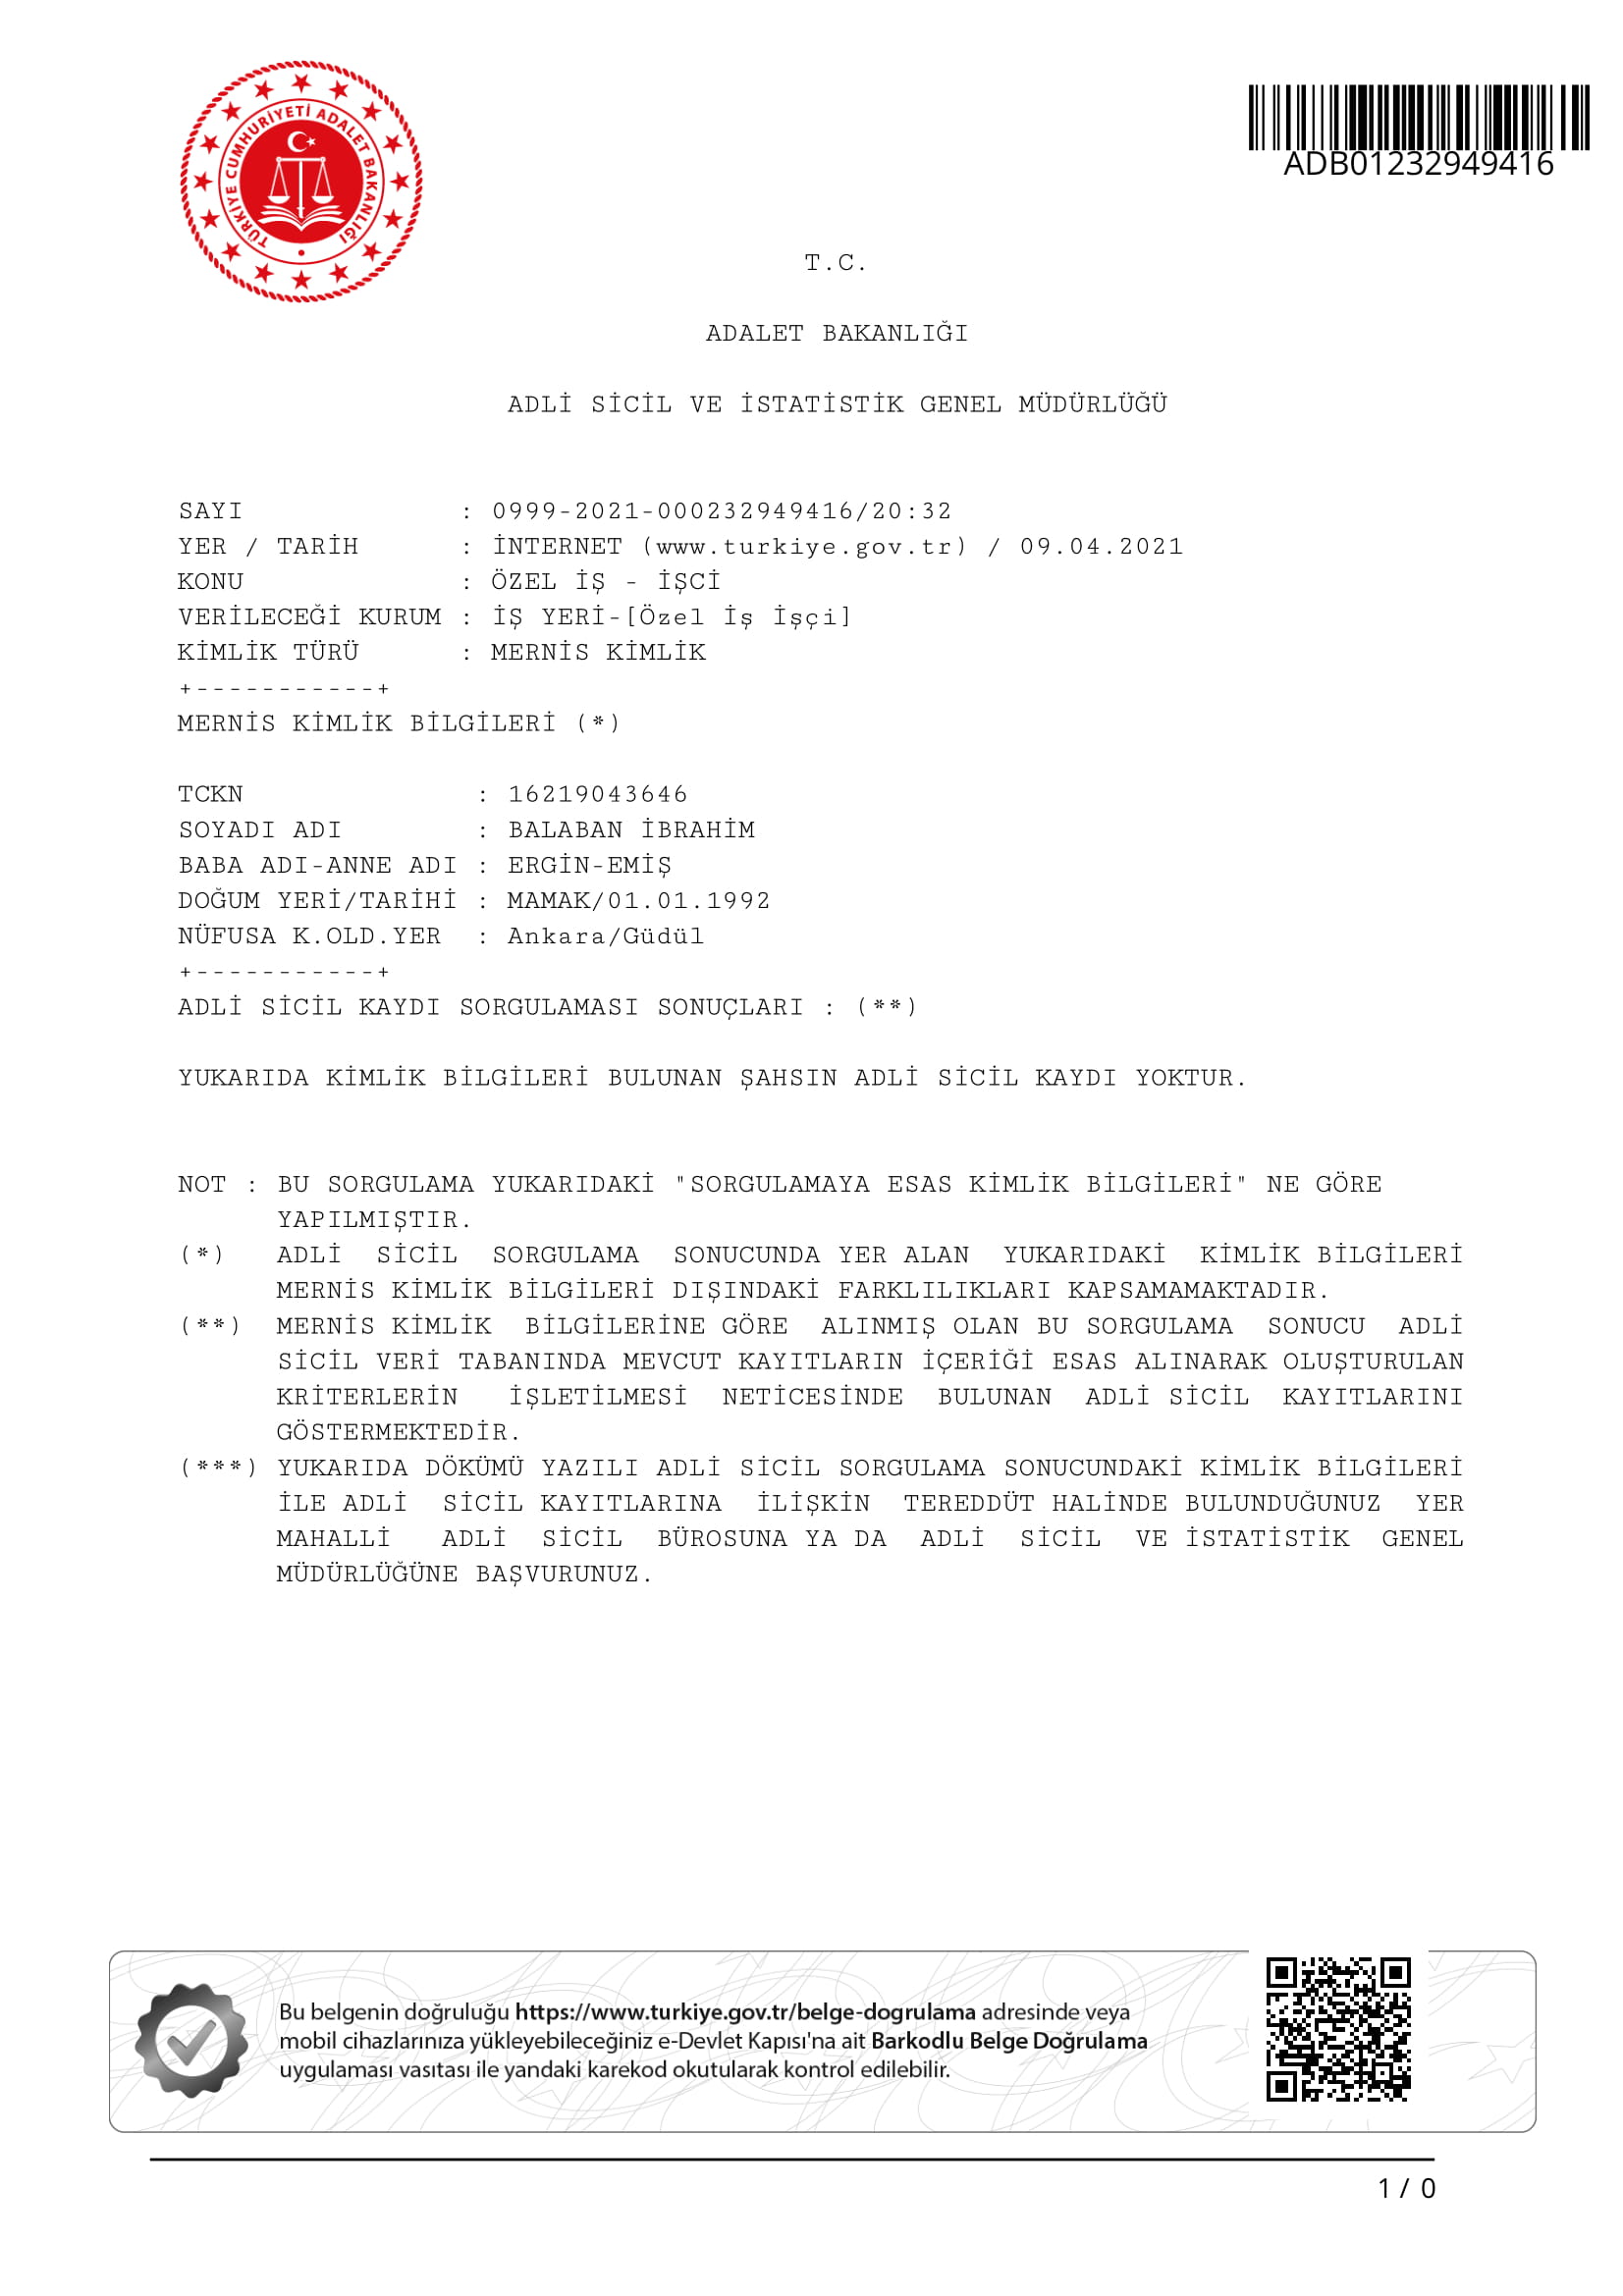 TÜRKİYE CUMHURİYETİ ADALET BAKANLIĞI
ADB01232949416
T.C.
ADALET BAKANLIĞI
ADLİ SİCİL VE İSTATİSTİK GENEL MÜDÜRLÜĞÜ
SAYI : 0999-2021-000232949416/20:32
YER / TARİH : İNTERNET (www.turkiye.gov.tr) / 09.04.2021
KONU : ÖZEL İŞ - İŞCİ
VERİLECEĞİ KURUM : İŞ YERİ-[Özel İş İşçi]
KİMLİK TÜRÜ : MERNİS KİMLİK
+-----------+
MERNİS KİMLİK BİLGİLERİ (*)
TCKN : 16219043646
SOYADI ADI : BALABAN İBRAHİM
BABA ADI-ANNE ADI : ERGİN-EMİŞ
DOĞUM YERİ/TARİHİ : MAMAK/01.01.1992
NÜFUSA K.OLD.YER : Ankara/Güdül
+-----------+
ADLİ SİCİL KAYDI SORGULAMASI SONUÇLARI : (**)
YUKARIDA KİMLİK BİLGİLERİ BULUNAN ŞAHSIN ADLİ SİCİL KAYDI YOKTUR.
NOT : BU SORGULAMA YUKARIDAKİ "SORGULAMAYA ESAS KİMLİK BİLGİLERİ" NE GÖRE
YAPILMIŞTIR.
(*) ADLİ SİCİL SORGULAMA SONUCUNDA YER ALAN YUKARIDAKİ KİMLİK BİLGİLERİ
MERNİS KİMLİK BİLGİLERİ DIŞINDAKİ FARKLILIKLARI KAPSAMAMAKTADIR.
(**) MERNİS KİMLİK BİLGİLERİNE GÖRE ALINMIŞ OLAN BU SORGULAMA SONUCU ADLİ
SİCİL VERİ TABANINDA MEVCUT KAYITLARIN İÇERİĞİ ESAS ALINARAK OLUŞTURULAN
KRİTERLERİN İŞLETİLMESİ NETİCESİNDE BULUNAN ADLİ SİCİL KAYITLARINI
GÖSTERMEKTEDİR.
(***) YUKARIDA DÖKÜMÜ YAZILI ADLİ SİCİL SORGULAMA SONUCUNDAKİ KİMLİK BİLGİLERİ
İLE ADLİ SİCİL KAYITLARINA İLİŞKİN TEREDDÜT HALİNDE BULUNDUĞUNUZ YER
MAHALLİ ADLİ SİCİL BÜROSUNA YA DA ADLİ SİCİL VE İSTATİSTİK GENEL
MÜDÜRLÜĞÜNE BAŞVURUNUZ.
Bu belgenin doğruluğu https://www.turkiye.gov.tr/belge-dogrulama adresinde veya
mobil cihazlarınıza yükleyebileceğiniz e-Devlet Kapısı'na ait Barkodlu Belge Doğrulama
uygulaması vasıtası ile yandaki karekod okutularak kontrol edilebilir.
1 / 0